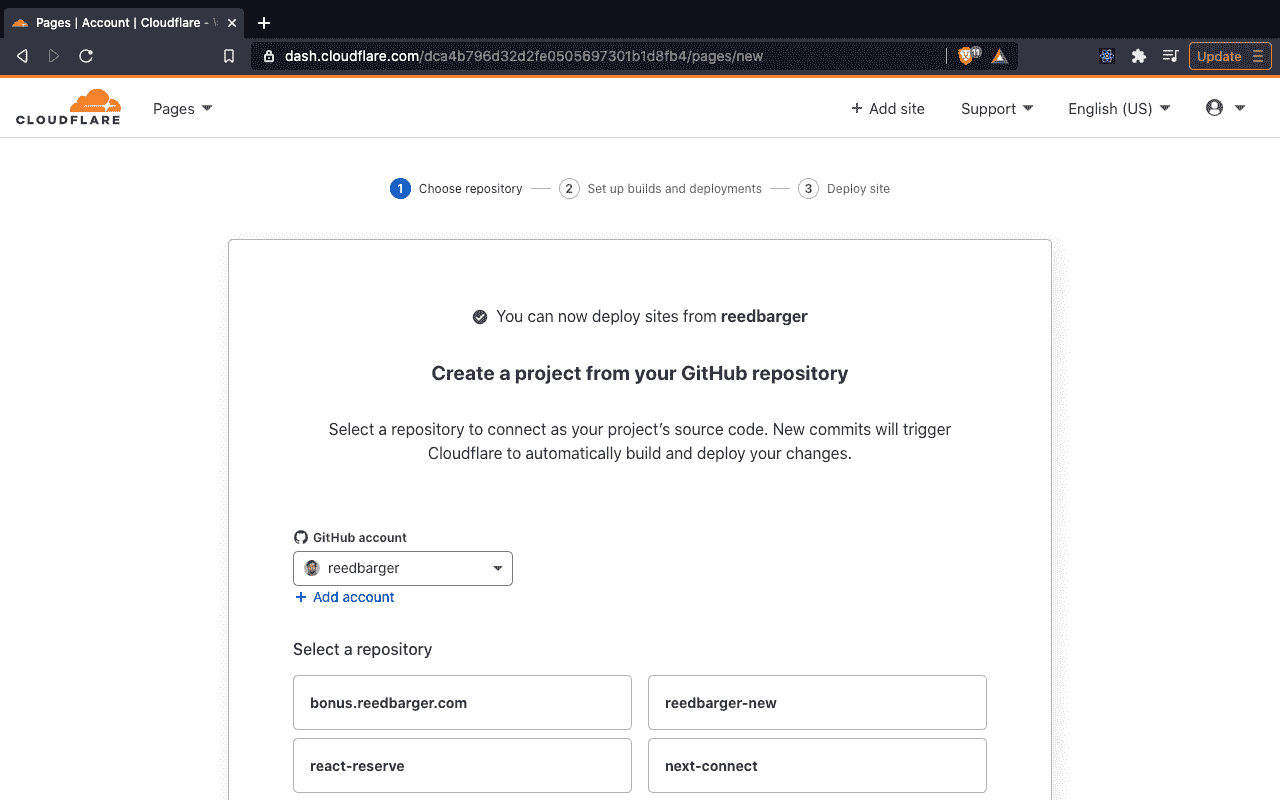 Pages | Account | Cloudflare -
dash.cloudflare.com/dca4b796d32d2fe0505697301b1d8fb4/pages/new
11
Update
CLOUDFLARE
Pages
+ Add site
Support
English (US)
1 Choose repository
2 Set up builds and deployments
3 Deploy site
You can now deploy sites from reedbarger
Create a project from your GitHub repository
Select a repository to connect as your project's source code. New commits will trigger
Cloudflare to automatically build and deploy your changes.
GitHub account
reedbarger
+ Add account
Select a repository
bonus.reedbarger.com
reedbarger-new
react-reserve
next-connect